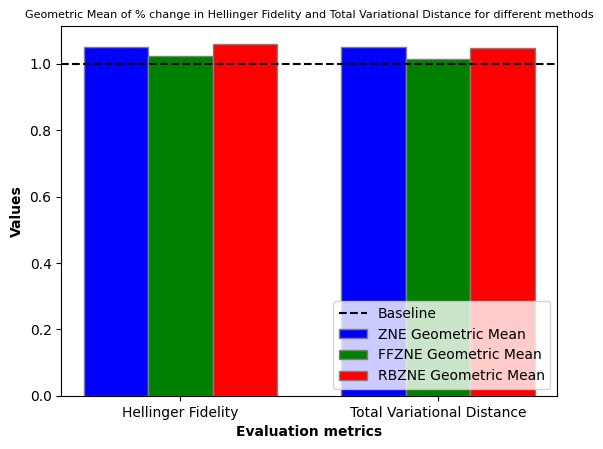 Geometric Mean of % change in Hellinger Fidelity and Total Variational Distance for different methods
Values
1.0
0.8
0.6
0.4
0.2
0.0
Baseline
ZNE Geometric Mean
FFZNE Geometric Mean
RBZNE Geometric Mean
Hellinger Fidelity
Total Variational Distance
Evaluation metrics